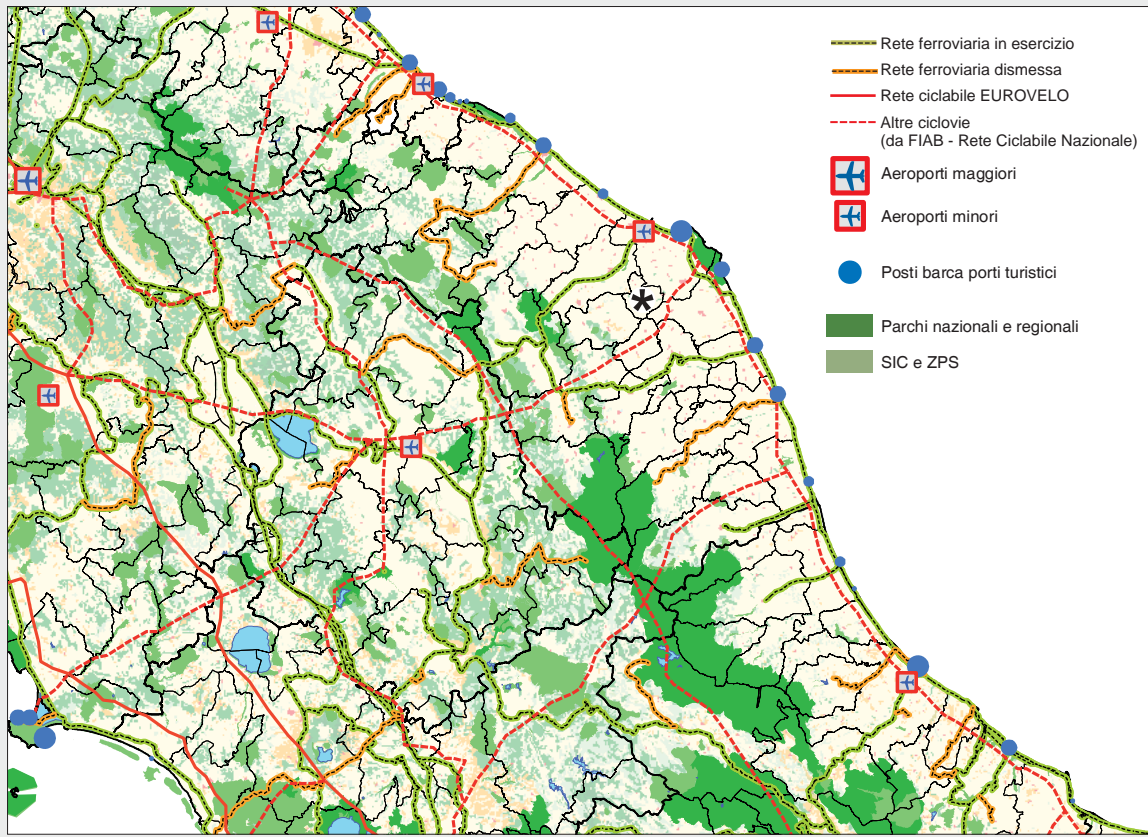 Rete ferroviaria in esercizio
Rete ferroviaria dismessa
Rete ciclabile EUROVELO
Altre ciclovie
(da FIAB - Rete Ciclabile Nazionale)
Aeroporti maggiori
Aeroporti minori
Posti barca porti turistici
Parchi nazionali e regionali
SIC e ZPS
*